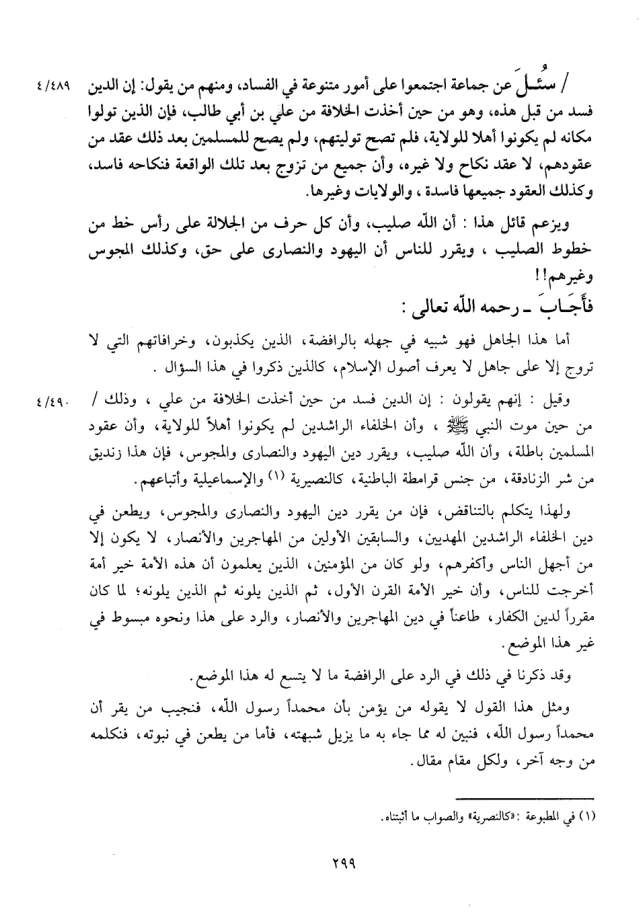 / سُئِلَ عن جماعة اجتمعوا على أمور متنوعة في الفساد، ومنهم من يقول: إن الدين ٤/٤٨٩
فسد من قبل هذه، وهو من حين أخذت الخلافة من علي بن أبي طالب، فإن الذين تولوا
مكانه لم يكونوا أهلا للولاية، فلم تصح توليتهم، ولم يصح للمسلمين بعد ذلك عقد من
عقودهم، لا عقد نكاح ولا غيره، وأن جميع من تزوج بعد تلك الواقعة فنكاحه فاسد،
وكذلك العقود جميعها فاسدة ، والولايات وغيرها.
ويزعم قائل هذا : أن الله صليب، وأن كل حرف من الجلالة على رأس خط من
خطوط الصليب ، ويقرر للناس أن اليهود والنصارى على حق، وكذلك المجوس
وغيرهم!!
فأَجَابَ ـ رحمه الله تعالى :
أما هذا الجاهل فهو شبيه في جهله بالرافضة، الذين يكذبون، وخرافاتهم التي لا
تروج إلا على جاهل لا يعرف أصول الإسلام، كالذين ذكروا في هذا السؤال .
وقيل : إنهم يقولون : إن الدين فسد من حين أخذت الخلافة من علي ، وذلك / ٤/٤٩٠
من حين موت النبي ﷺ ، وأن الخلفاء الراشدين لم يكونوا أهلاً للولاية، وأن عقود
المسلمين باطلة، وأن الله صليب، ويقرر دين اليهود والنصارى والمجوس، فإن هذا زنديق
من شر الزنادقة، من جنس قرامطة الباطنية، كالنصيرية (١) والإسماعيلية وأتباعهم.
ولهذا يتكلم بالتناقض، فإن من يقرر دين اليهود والنصارى والمجوس، ويطعن في
دين الخلفاء الراشدين المهديين، والسابقين الأولين من المهاجرين والأنصار، لا يكون إلا
من أجهل الناس وأكفرهم، ولو كان من المؤمنين، الذين يعلمون أن هذه الأمة خير أمة
أخرجت للناس، وأن خير الأمة القرن الأول، ثم الذين يلونه ثم الذين يلونه؛ لما كان
مقرراً لدين الكفار، طاعناً في دين المهاجرين والأنصار، والرد على هذا ونحوه مبسوط في
غير هذا الموضع.
وقد ذكرنا في ذلك في الرد على الرافضة ما لا يتسع له هذا الموضع.
ومثل هذا القول لا يقوله من يؤمن بأن محمداً رسول الله، فنجيب من يقر أن
محمداً رسول الله، فنبين له مما جاء به ما يزيل شبهته، فأما من يطعن في نبوته، فنكلمه
من وجه آخر، ولكل مقام مقال.
(١) في المطبوعة :«كالنصرية» والصواب ما أثبتناه.
٢٩٩